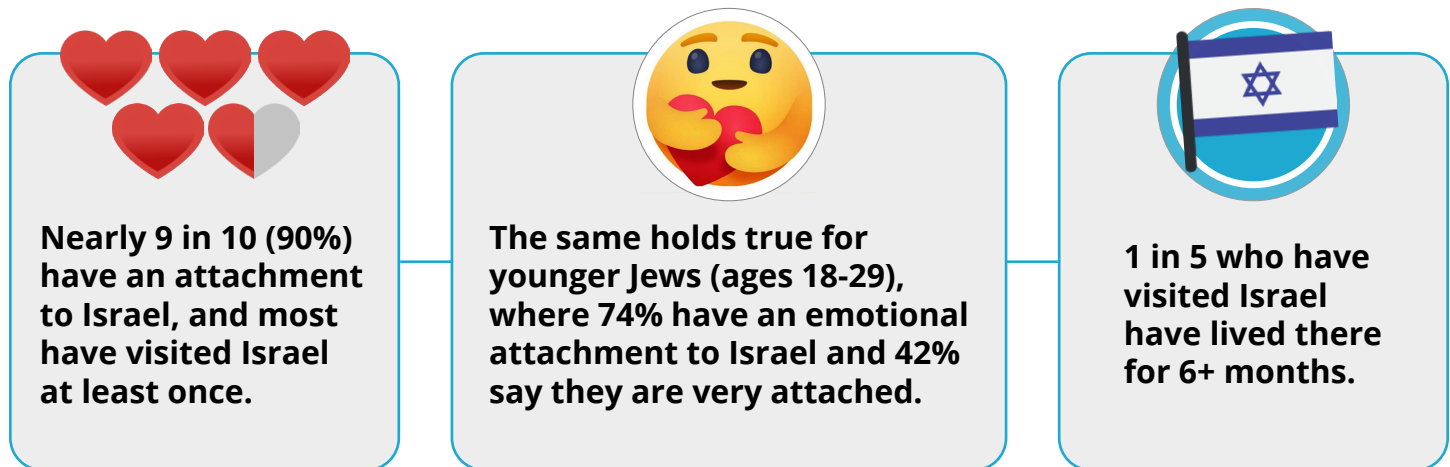 Nearly 9 in 10 (90%)
have an attachment
to Israel, and most
have visited Israel
at least once.
The same holds true for
younger Jews (ages 18-29),
where 74% have an emotional
attachment to Israel and 42%
say they are very attached.
1 in 5 who have
visited Israel
have lived there
for 6+ months.